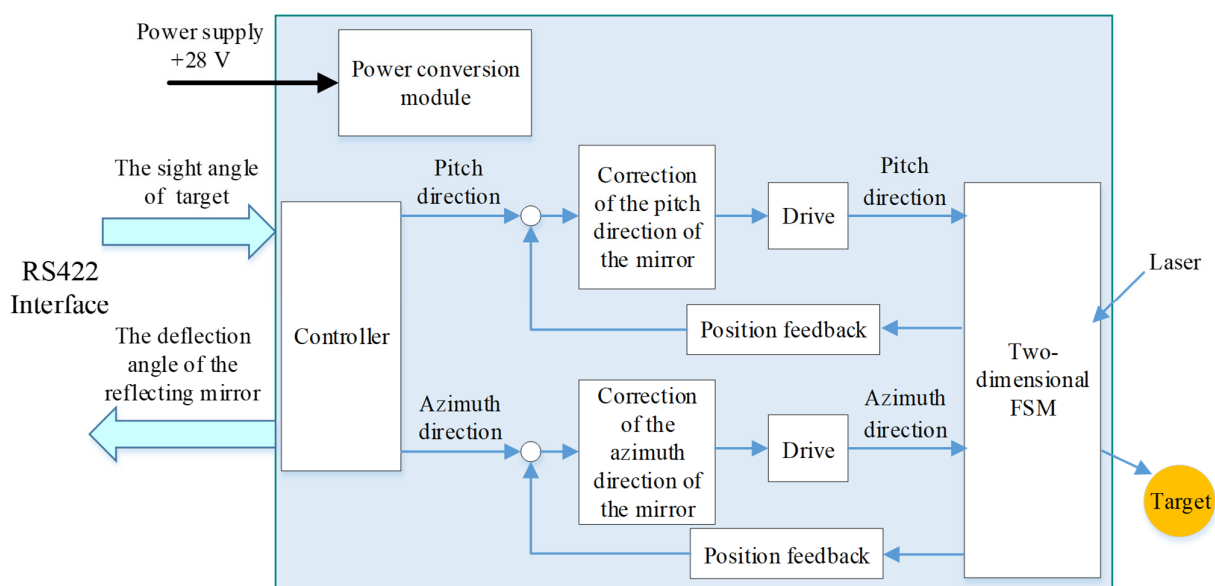 Power supply
+28 V
Power conversion
module
The sight angle
of target
RS422
Interface
The deflection
angle of the
reflecting mirror
Controller
Pitch
direction
Correction
of the pitch
direction of
the mirror
Drive
Pitch
direction
Position feedback
Azimuth
direction
Correction
of the
azimuth
direction of
the mirror
Drive
Azimuth
direction
Position feedback
Two-
dimensional
FSM
Laser
Target